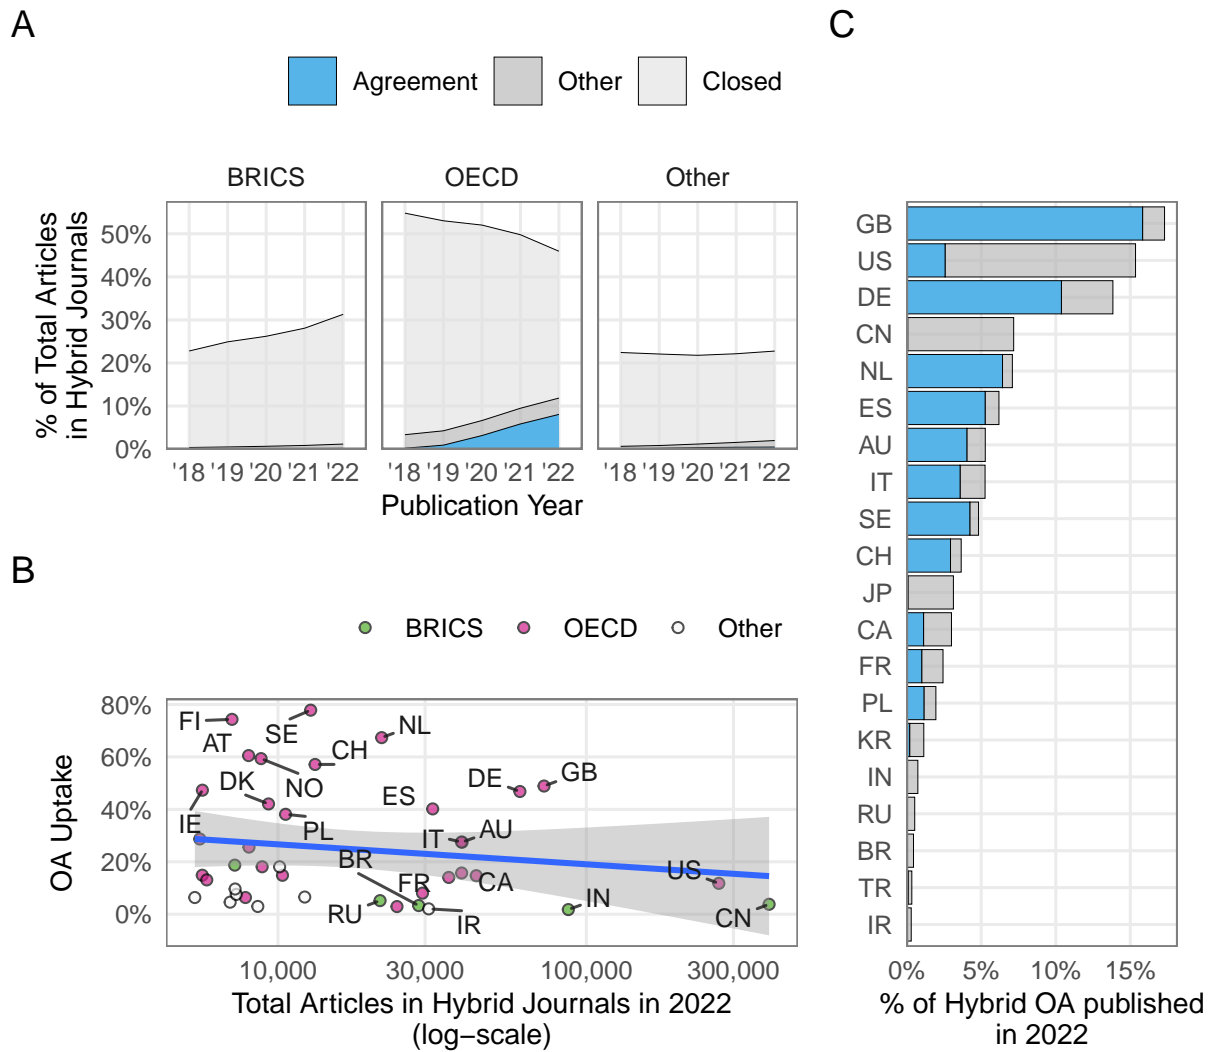 A
Agreement Other Closed
BRICS OECD Other
% of Total Articles
in Hybrid Journals
50%
40%
30%
20%
10%
0%
'18 '19 '20 '21 '22 '18 '19 '20 '21 '22 '18 '19 '20 '21 '22
Publication Year
B
BRICS OECD Other
OA Uptake
80%
60%
40%
20%
0%
FI
SE
NL
AT
CH
NO
DK
DE
GB
ES
IE
PL
IT
AU
BR
FR
CA
US
RU
IR
IN
CN
10,000 30,000 100,000 300,000
Total Articles in Hybrid Journals in 2022
(log−scale)
C
GB
US
DE
CN
NL
ES
AU
IT
SE
CH
JP
CA
FR
PL
KR
IN
RU
BR
TR
IR
0% 5% 10% 15%
% of Hybrid OA published
in 2022